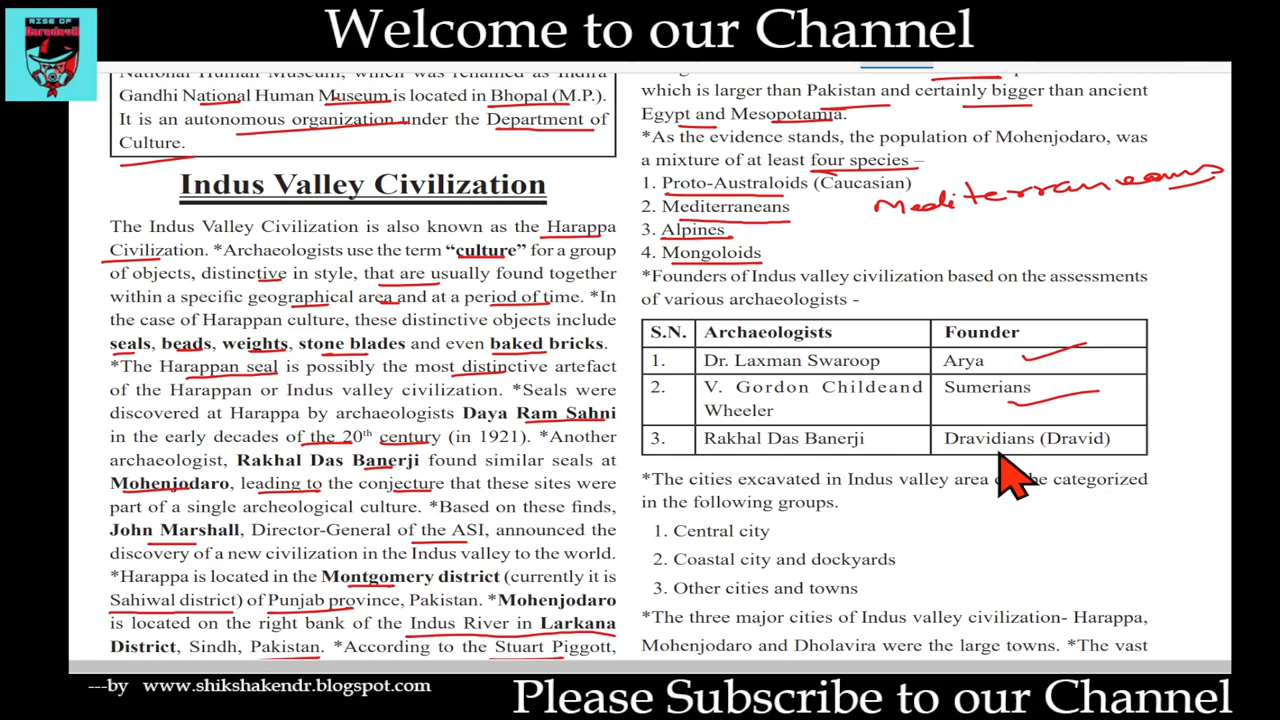 RISE OF
Daredevil
Welcome to our Channel
National Human Museum, which was renamed as Indira
Gandhi National Human Museum is located in Bhopal (M.P.).
It is an autonomous organization under the Department of
Culture.
Indus Valley Civilization
The Indus Valley Civilization is also known as the Harappa
Civilization. *Archaeologists use the term “culture” for a group
of objects, distinctive in style, that are usually found together
within a specific geographical area and at a period of time. *In
the case of Harappan culture, these distinctive objects include
seals, beads, weights, stone blades and even baked bricks.
*The Harappan seal is possibly the most distinctive artefact
of the Harappan or Indus valley civilization. *Seals were
discovered at Harappa by archaeologists Daya Ram Sahni
in the early decades of the 20th century (in 1921). *Another
archaeologist, Rakhal Das Banerji found similar seals at
Mohenjodaro, leading to the conjecture that these sites were
part of a single archeological culture. *Based on these finds,
John Marshall, Director-General of the ASI, announced the
discovery of a new civilization in the Indus valley to the world.
*Harappa is located in the Montgomery district (currently it is
Sahiwal district) of Punjab province, Pakistan. *Mohenjodaro
is located on the right bank of the Indus River in Larkana
District, Sindh, Pakistan. *According to the Stuart Piggott,
which is larger than Pakistan and certainly bigger than ancient
Egypt and Mesopotamia.
*As the evidence stands, the population of Mohenjodaro, was
a mixture of at least four species –
1. Proto-Australoids (Caucasian)
2. Mediterraneans
Mediterraneans
3. Alpines
4. Mongoloids
*Founders of Indus valley civilization based on the assessments
of various archaeologists -
S.N. Archaeologists Founder
1. Dr. Laxman Swaroop Arya
2. V. Gordon Childeand Sumerians
Wheeler
3. Rakhal Das Banerji Dravidians (Dravid)
*The cities excavated in Indus valley area be categorized
in the following groups.
1. Central city
2. Coastal city and dockyards
3. Other cities and towns
*The three major cities of Indus valley civilization- Harappa,
Mohenjodaro and Dholavira were the large towns. *The vast
---by www.shikshakendr.blogspot.com
Please Subscribe to our Channel